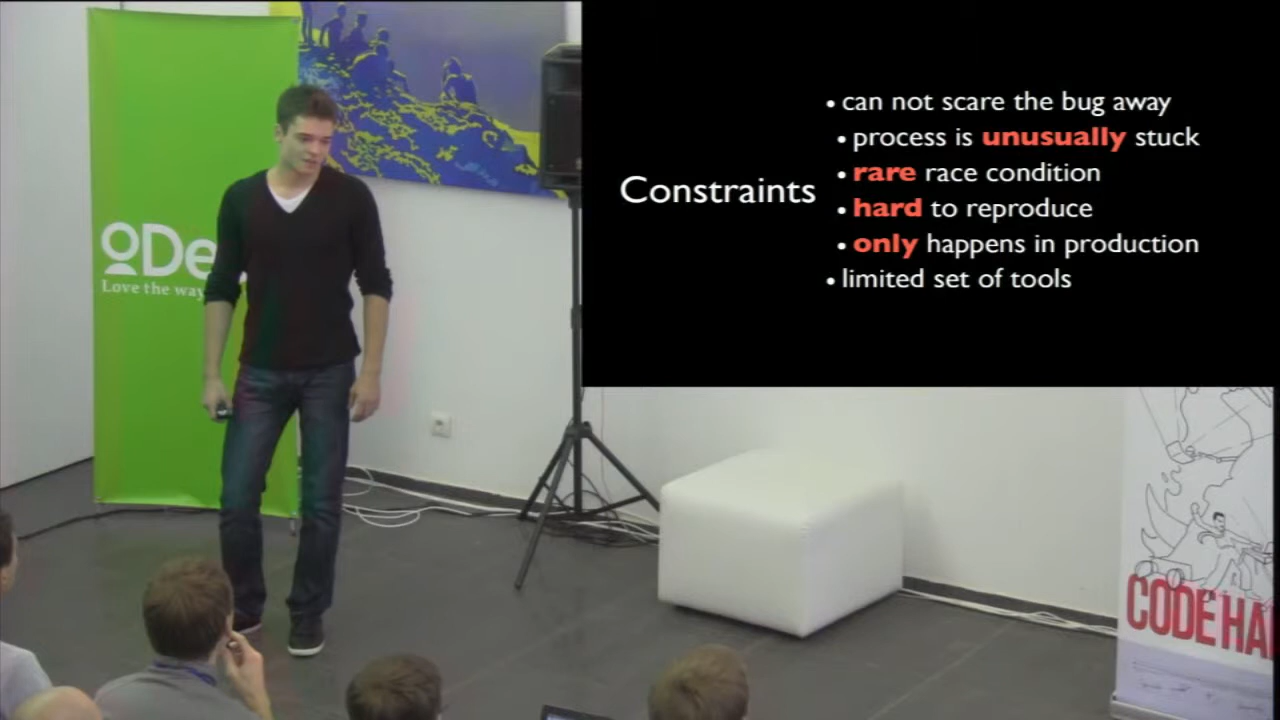 oDe
Love the way
Constraints
• can not scare the bug away
• process is unusually stuck
• rare race condition
• hard to reproduce
• only happens in production
• limited set of tools
CODE HA